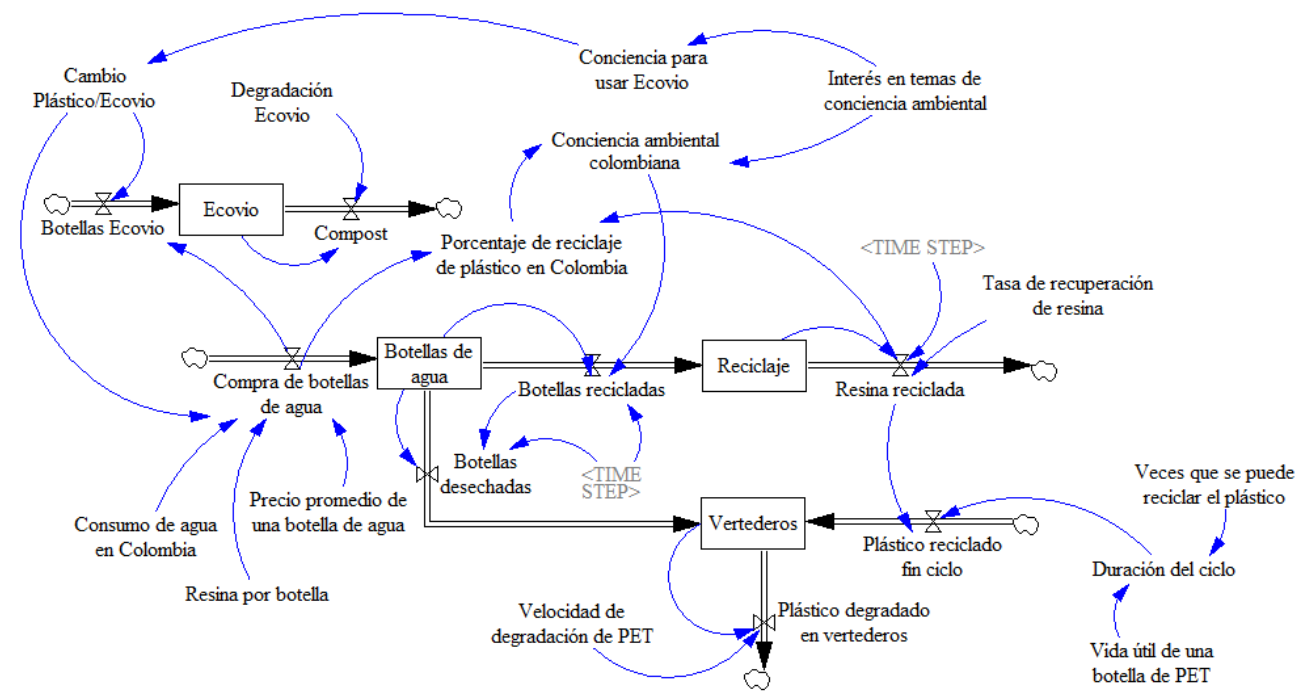 Conciencia para
usar Ecovio
Cambio
Plástico/Ecovio
Degradación
Ecovio
Interés en temas de
conciencia ambiental
Conciencia ambiental
colombiana
Ecovio
Botellas Ecovio
Compost
Porcentaje de reciclaje
de plástico en Colombia
<TIME STEP>
Tasa de recuperación
de resina
Botellas de
agua
Reciclaje
Compra de botellas
de agua
Botellas recicladas
Resina reciclada
Botellas
desechadas
<TIME
STEP>
Precio promedio de
una botella de agua
Consumo de agua
en Colombia
Resina por botella
Vertederos
Veces que se puede
reciclar el plástico
Plástico reciclado
fin ciclo
Duración del ciclo
Velocidad de
degradación de PET
Plástico degradado
en vertederos
Vida útil de una
botella de PET